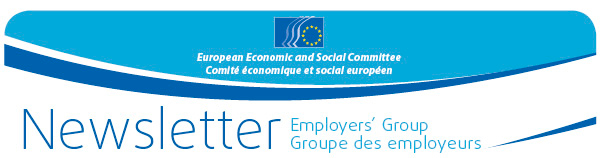 European Economic and Social Committee
Comité économique et social européen
Newsletter
Employers' Group
Groupe des employeurs